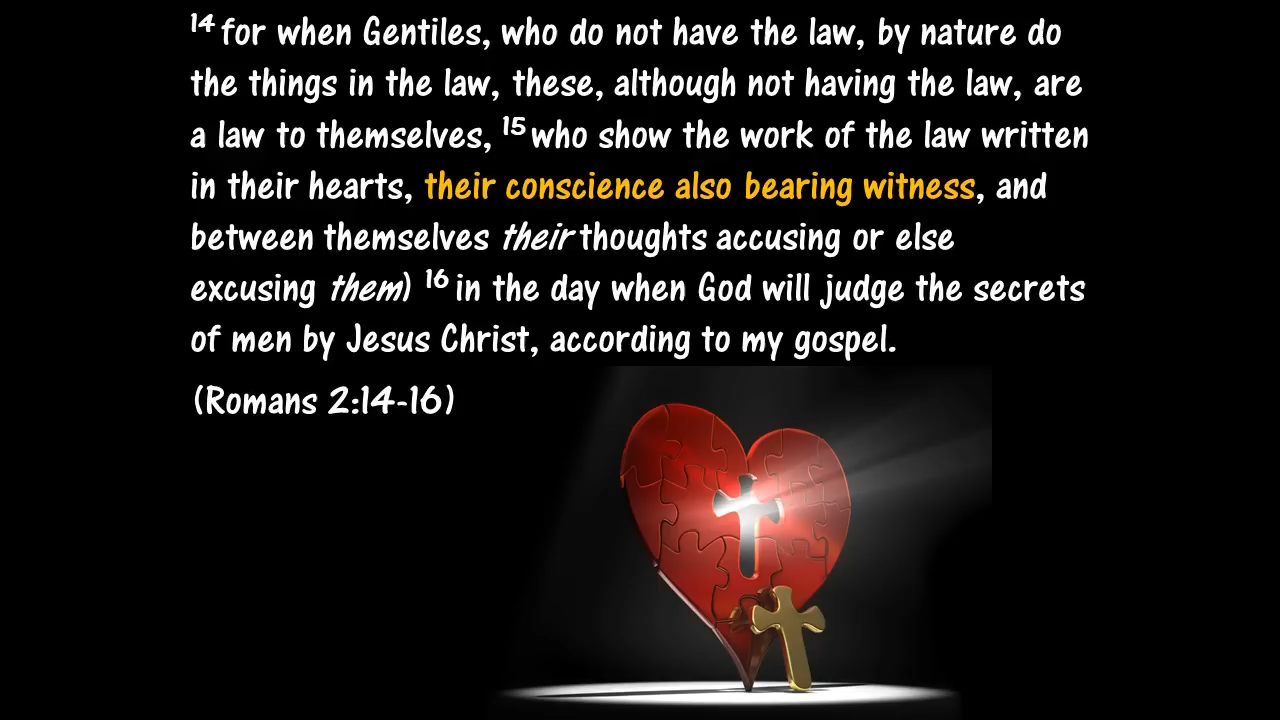 14 for when Gentiles, who do not have the law, by nature do
the things in the law, these, although not having the law, are
a law to themselves, 15 who show the work of the law written
in their hearts, their conscience also bearing witness, and
between themselves their thoughts accusing or else
excusing them) 16 in the day when God will judge the secrets
of men by Jesus Christ, according to my gospel.
(Romans 2:14-16)